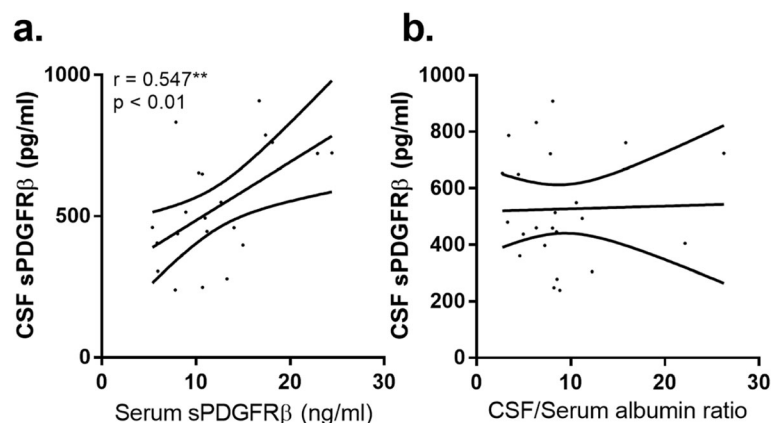 a.
r = 0.547**
p < 0.01
1000
500
0
0
10
20
30
CSF sPDGFRβ (pg/ml)
Serum sPDGFRβ (ng/ml)
b.
1000
800
600
400
200
0
0
10
20
30
CSF sPDGFRβ (pg/ml)
CSF/Serum albumin ratio